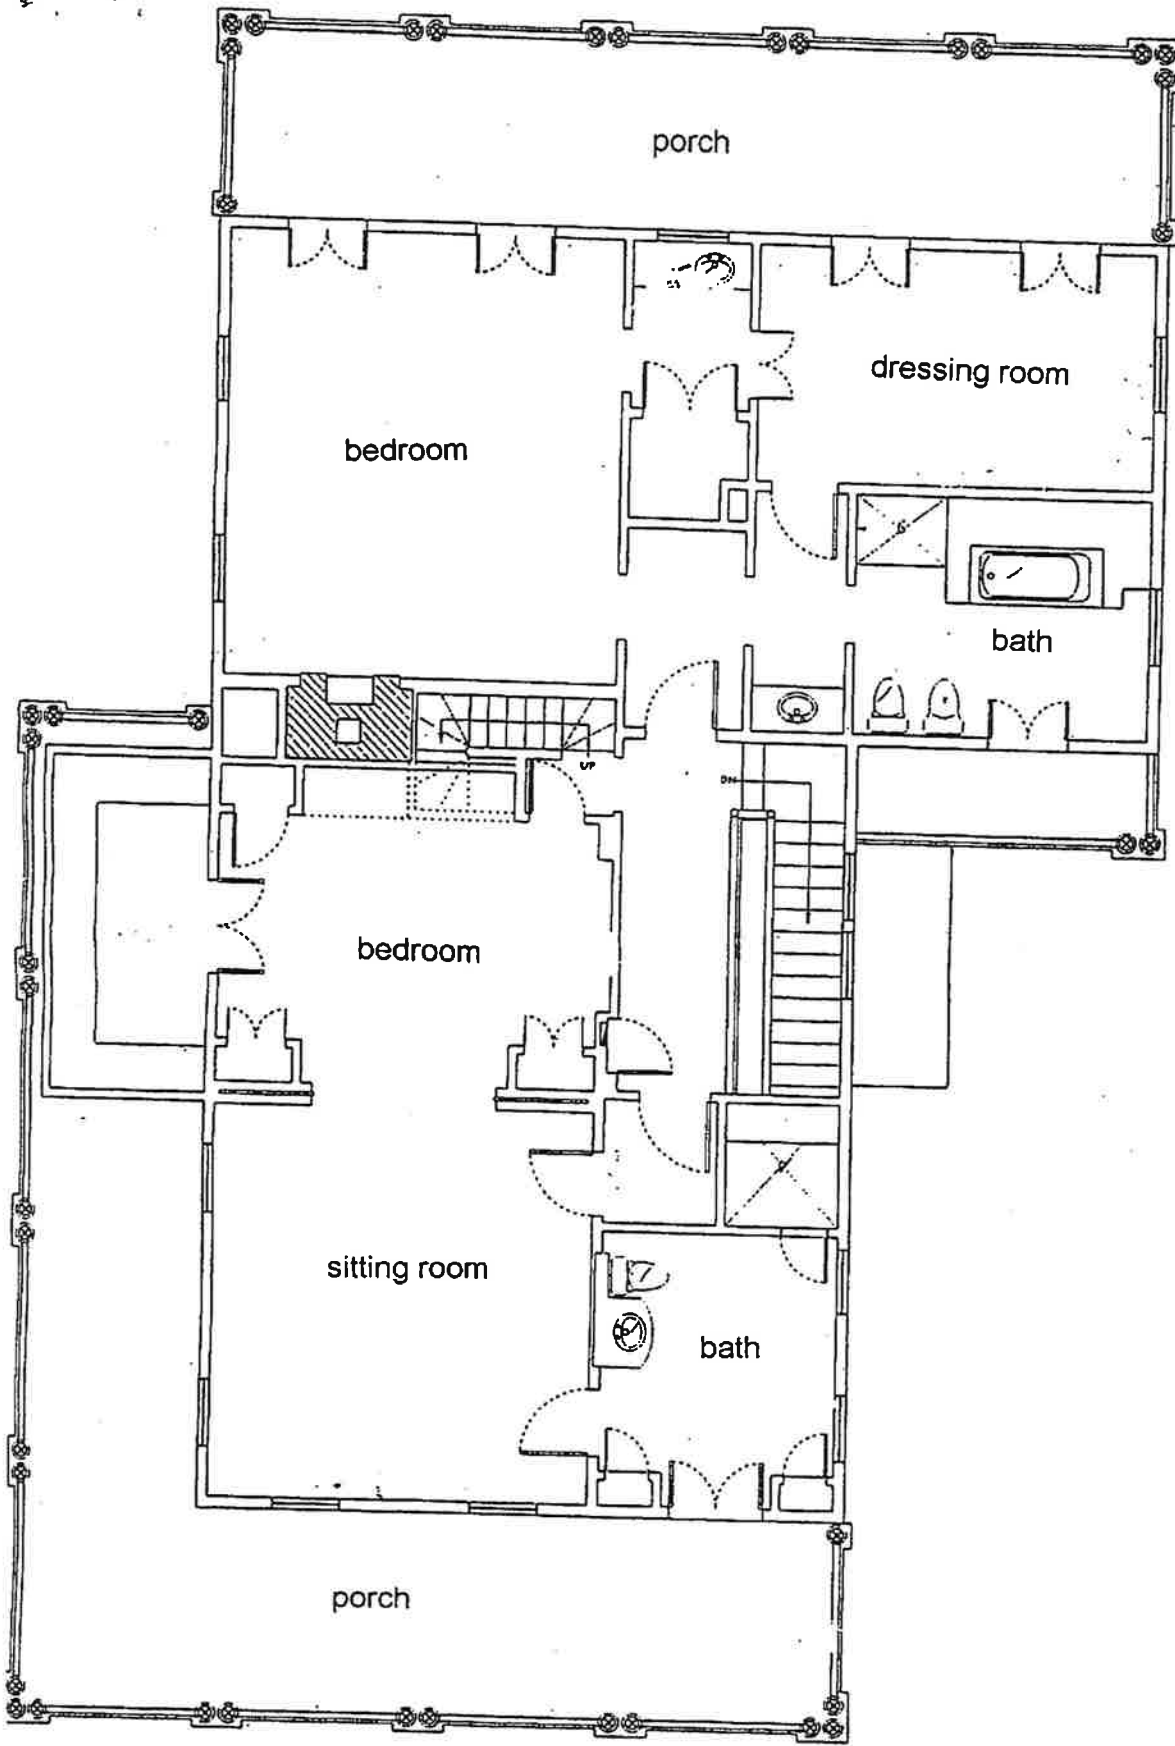 porch
dressing room
bedroom
bath
UP
DN
bedroom
sitting room
bath
porch